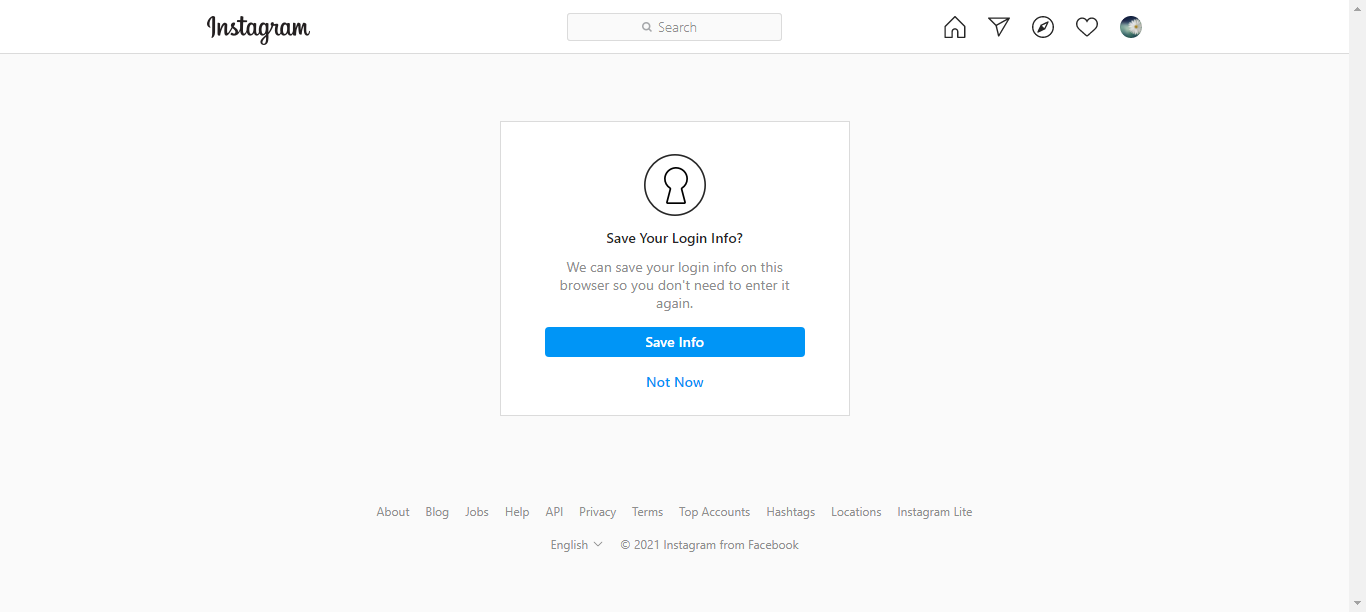 Instagram
Search
Save Your Login Info?
We can save your login info on this
browser so you don't need to enter it
again.
Save Info
Not Now
About Blog Jobs Help API Privacy Terms Top Accounts Hashtags Locations Instagram Lite
English © 2021 Instagram from Facebook